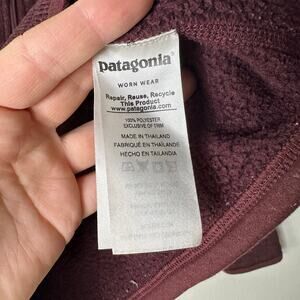 patagonia®
WORN WEAR
Repair, Reuse, Recycle
This Product
www.patagonia.com
100% POLYESTER
EXCLUSIVE OF TRIM
MADE IN THAILAND
FABRIQUÉ EN THAÏLANDE
HECHO EN TAILANDIA